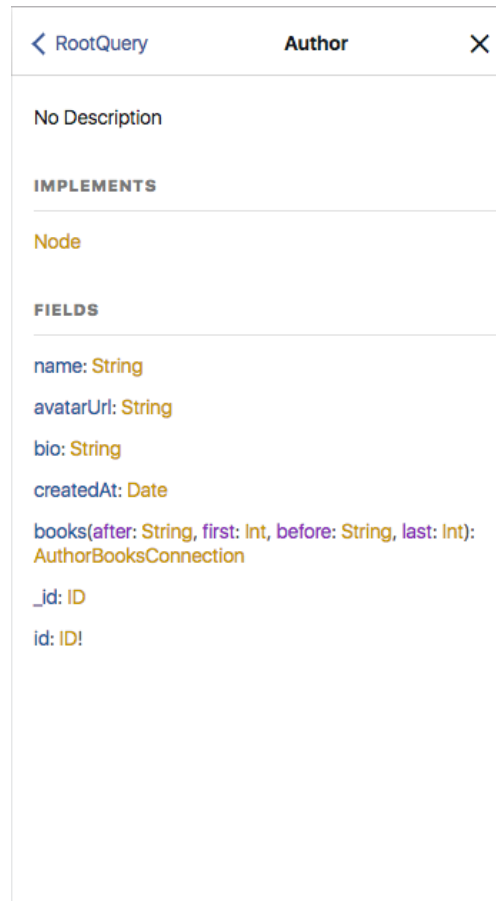 RootQuery Author
No Description
IMPLEMENTS
Node
FIELDS
name: String
avatarUrl: String
bio: String
createdAt: Date
books(after: String, first: Int, before: String, last: Int):
AuthorBooksConnection
_id: ID
id: ID!